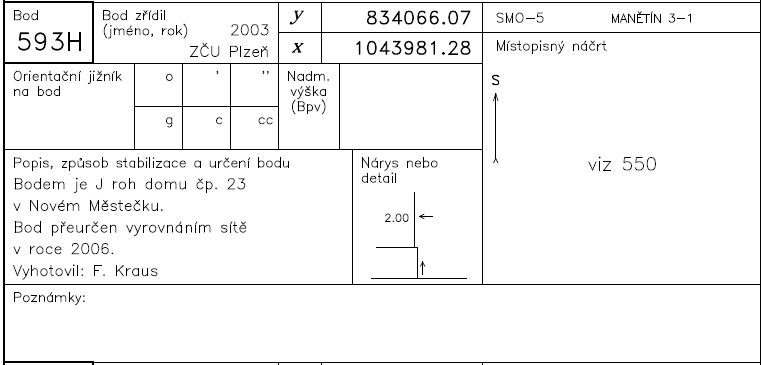 Bod
593H
Bod zřídil
(jméno, rok) 2003
ZČU Plzeň
y 834066.07
x 1043981.28
SMO-5 MANĚTÍN 3-1
Místopisný náčrt
Orientační jižník
na bod
o ' ''
g c cc
Nadm.
výška
(Bpv)
S
viz 550
Popis, způsob stabilizace a určení bodu
Bodem je J roh domu čp. 23
v Novém Městečku.
Bod přeurčen vyrovnáním sítě
v roce 2006.
Vyhotovil: F. Kraus
Nárys nebo
detail
2.00
Poznámky: